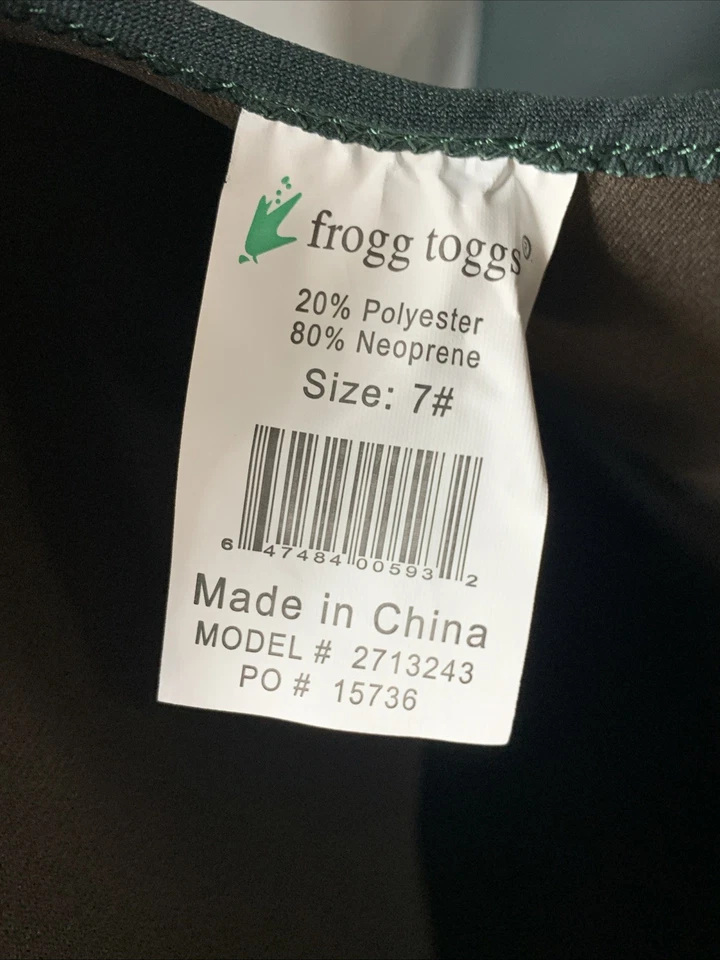 frogg toggs®
20% Polyester
80% Neoprene
Size: 7#
6 47484 00593 2
Made in China
MODEL # 2713243
PO # 15736